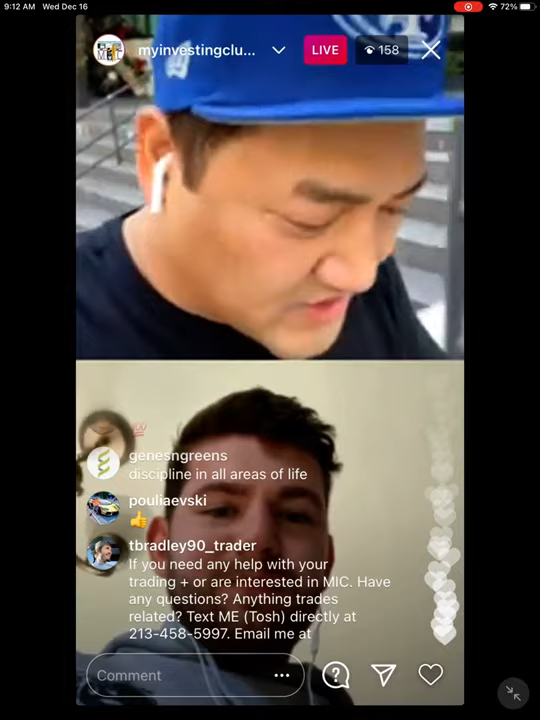 9:12 AM Wed Dec 16
72%
myinvestingclu...
LIVE
158
genesngreens
discipline in all areas of life
pouliaevski
tbradley90_trader
If you need any help with your
trading + or are interested in MIC. Have
any questions? Anything trades
related? Text ME (Tosh) directly at
213-458-5997. Email me at
Comment